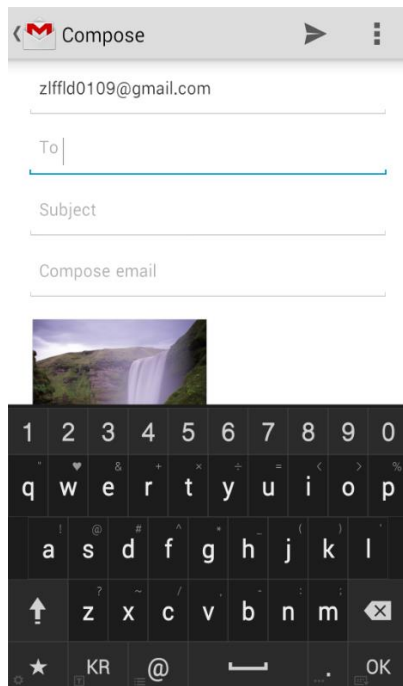 Compose
zlffld0109@gmail.com
To
Subject
Compose email
1 2 3 4 5 6 7 8 9 0
q w e r t y u i o p
a s d f g h j k l
z x c v b n m
KR @ . OK